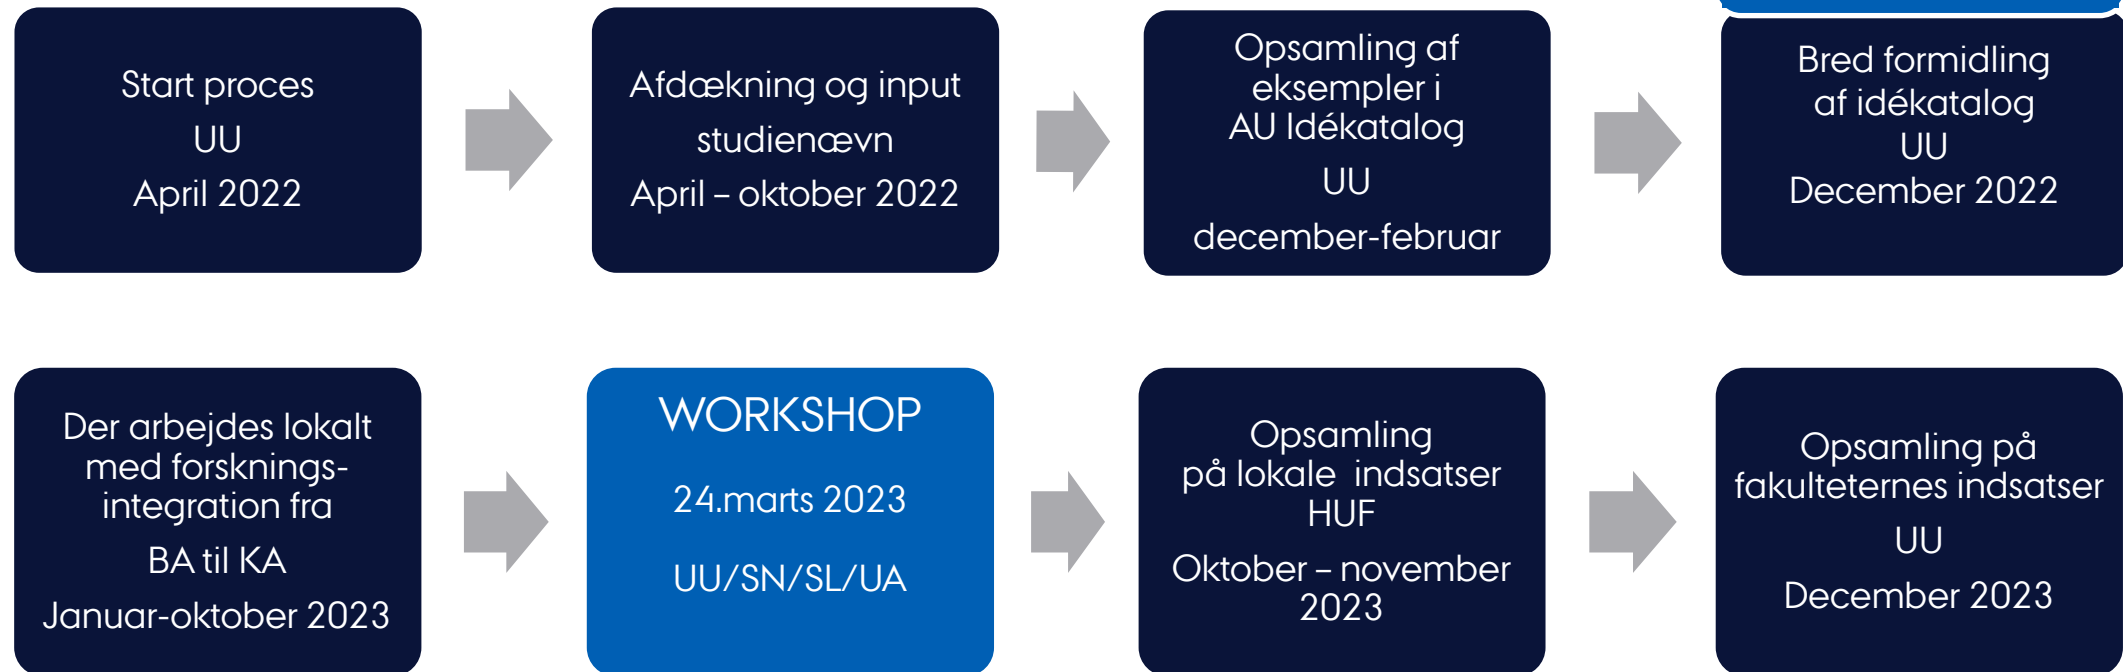 Start proces
UU
April 2022
Afdækning og input
studienævn
April – oktober 2022
Opsamling af
eksempler i
AU Idékatalog
UU
december-februar
Bred formidling
af idékatalog
UU
December 2022
Der arbejdes lokalt
med forsknings-
integration fra
BA til KA
Januar-oktober 2023
WORKSHOP
24.marts 2023
UU/SN/SL/UA
Opsamling
på lokale  indsatser
HUF
Oktober – november
2023
Opsamling på
fakulteternes indsatser
UU
December 2023